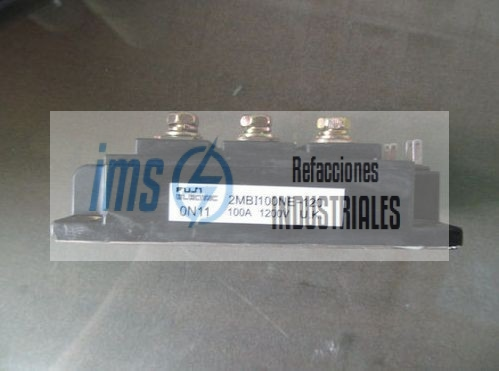 ims
Refacciones
INDUSTRIALES
FUJI
ELECTRIC
2MBI100NE-120
0N11
100A 1200V U.K.